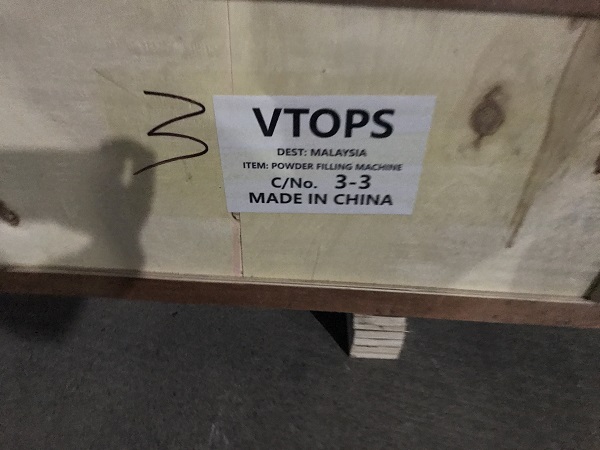 3
VTOPS
DEST: MALAYSIA
ITEM: POWDER FILLING MACHINE
C/No. 3-3
MADE IN CHINA